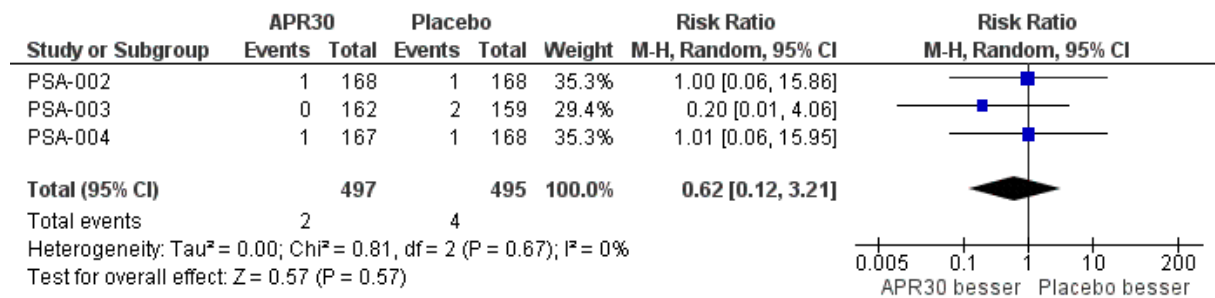 APR30 Placebo Risk Ratio Risk Ratio
Study or Subgroup Events Total Events Total Weight M-H, Random, 95% CI M-H, Random, 95% CI
PSA-002 1 168 1 168 35.3% 1.00 [0.06, 15.86]
PSA-003 0 162 2 159 29.4% 0.20 [0.01, 4.06]
PSA-004 1 167 1 168 35.3% 1.01 [0.06, 15.95]
Total (95% CI) 497 495 100.0% 0.62 [0.12, 3.21]
Total events 2 4
Heterogeneity: Tau² = 0.00; Chi² = 0.81, df = 2 (P = 0.67); I² = 0%
Test for overall effect: Z = 0.57 (P = 0.57)
0.005 0.1 1 10 200
APR30 besser Placebo besser